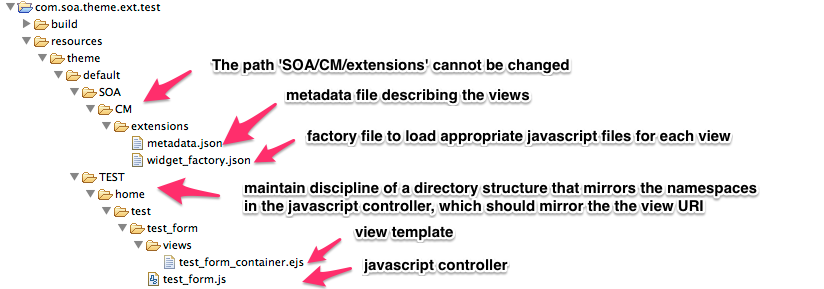 com.soa.theme.ext.test
build
resources
theme
default
The path 'SOA/CM/extensions' cannot be changed
SOA
metadata file describing the views
CM
extensions
factory file to load appropriate javascript files for each view
metadata.json
widget_factory.json
TEST
maintain discipline of a directory structure that mirrors the namespaces
home
in the javascript controller, which should mirror the the view URI
test
test_form
view template
views
test_form_container.ejs
javascript controller
test_form.js